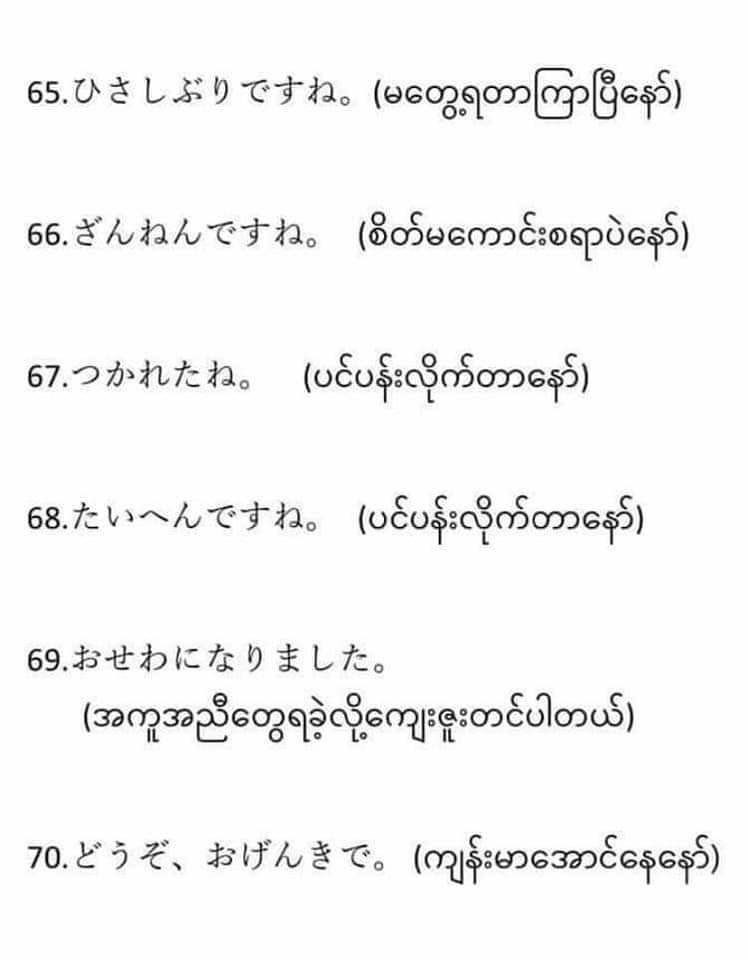 65.ひさしぶりですね。(မတွေ့ရတာကြာပြီနော်)
66.ざんねんですね。 (စိတ်မကောင်းစရာပဲနော်)
67.つかれたね。 (ပင်ပန်းလိုက်တာနော်)
68.たいへんですね。 (ပင်ပန်းလိုက်တာနော်)
69.おせわになりました。
(အကူအညီတွေရခဲ့လို့ကျေးဇူးတင်ပါတယ်)
70.どうぞ、おげんきで。(ကျန်းမာအောင်နေနော်)